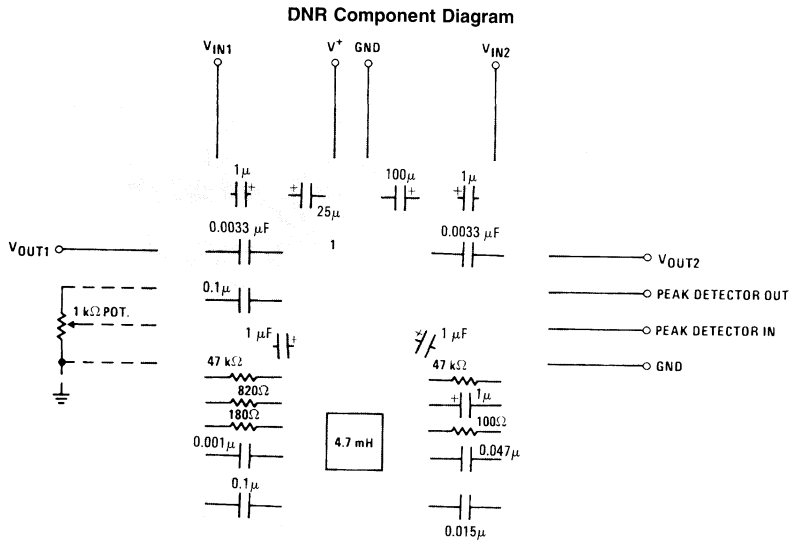 DNR Component Diagram
VIN1
V+
GND
VIN2
1μ
+
+
25μ
100μ
+
1μ
+
0.0033 μF
1
0.0033 μF
VOUT1
VOUT2
0.1μ
PEAK DETECTOR OUT
1 kΩ POT.
1 μF
+
+
1 μF
PEAK DETECTOR IN
47 kΩ
47 kΩ
GND
820Ω
+
1μ
180Ω
100Ω
0.001μ
4.7 mH
0.047μ
0.1μ
0.015μ